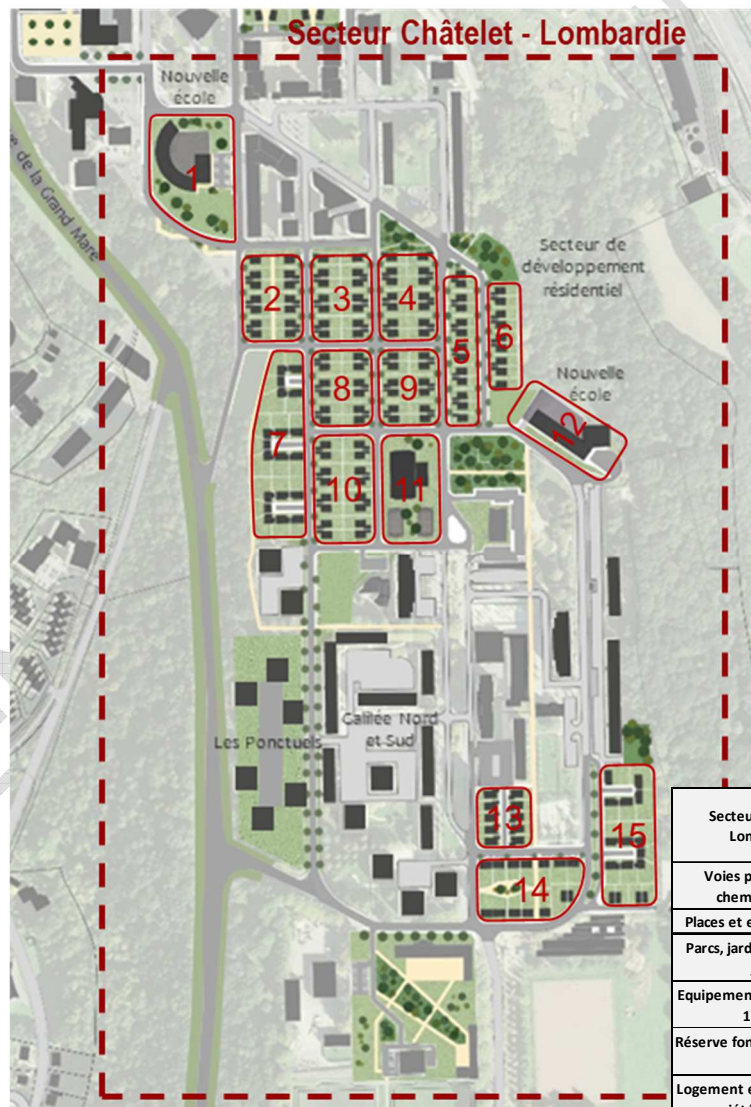 Secteur Châtelet - Lombardie
Nouvelle
école
1
de la Grand Mare
Secteur de
développement
résidentiel
2
3
4
5
6
Nouvelle
école
7
8
9
12
10
11
Les Ponctuels
Galilée Nord
et Sud
13
14
15
Secteu
Lom
Voies p
chem
Places et e
Parcs, jard
Equipemen
1
Réserve fon
Logement e